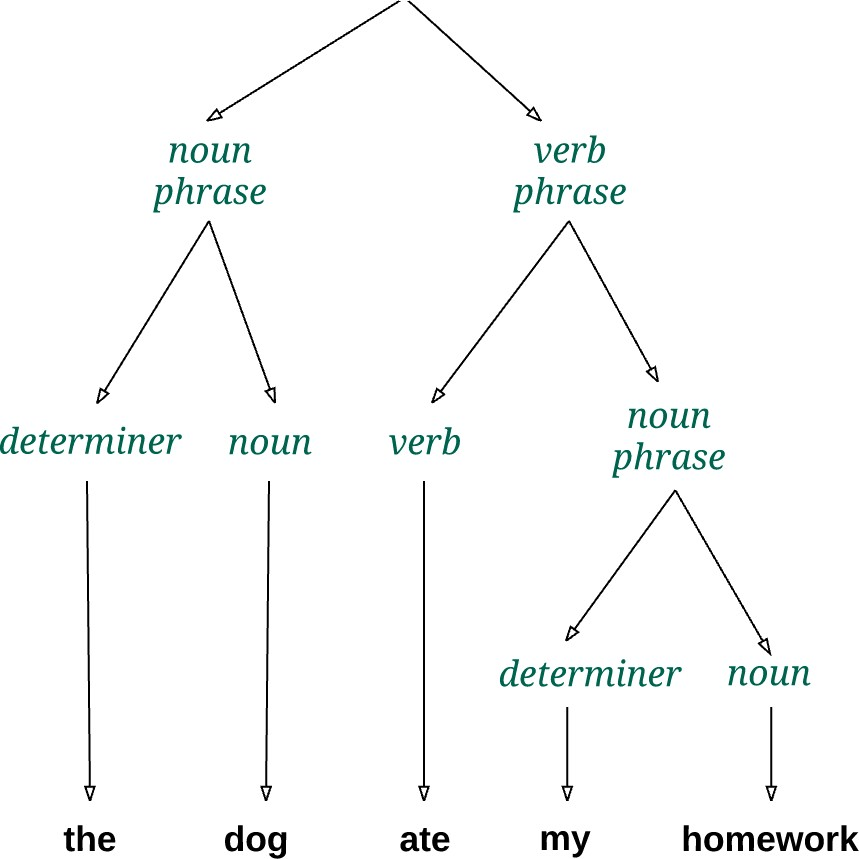 noun verb
phrase phrase
determiner noun verb
noun
phrase
determiner noun
the dog ate my homework